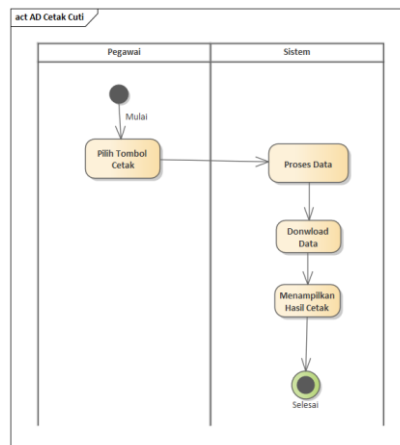 act AD Cetak Cuti
Pegawai
Sistem
Mulai
Pilih Tombol
Cetak
Proses Data
Donwload
Data
Menampilkan
Hasil Cetak
Selesai